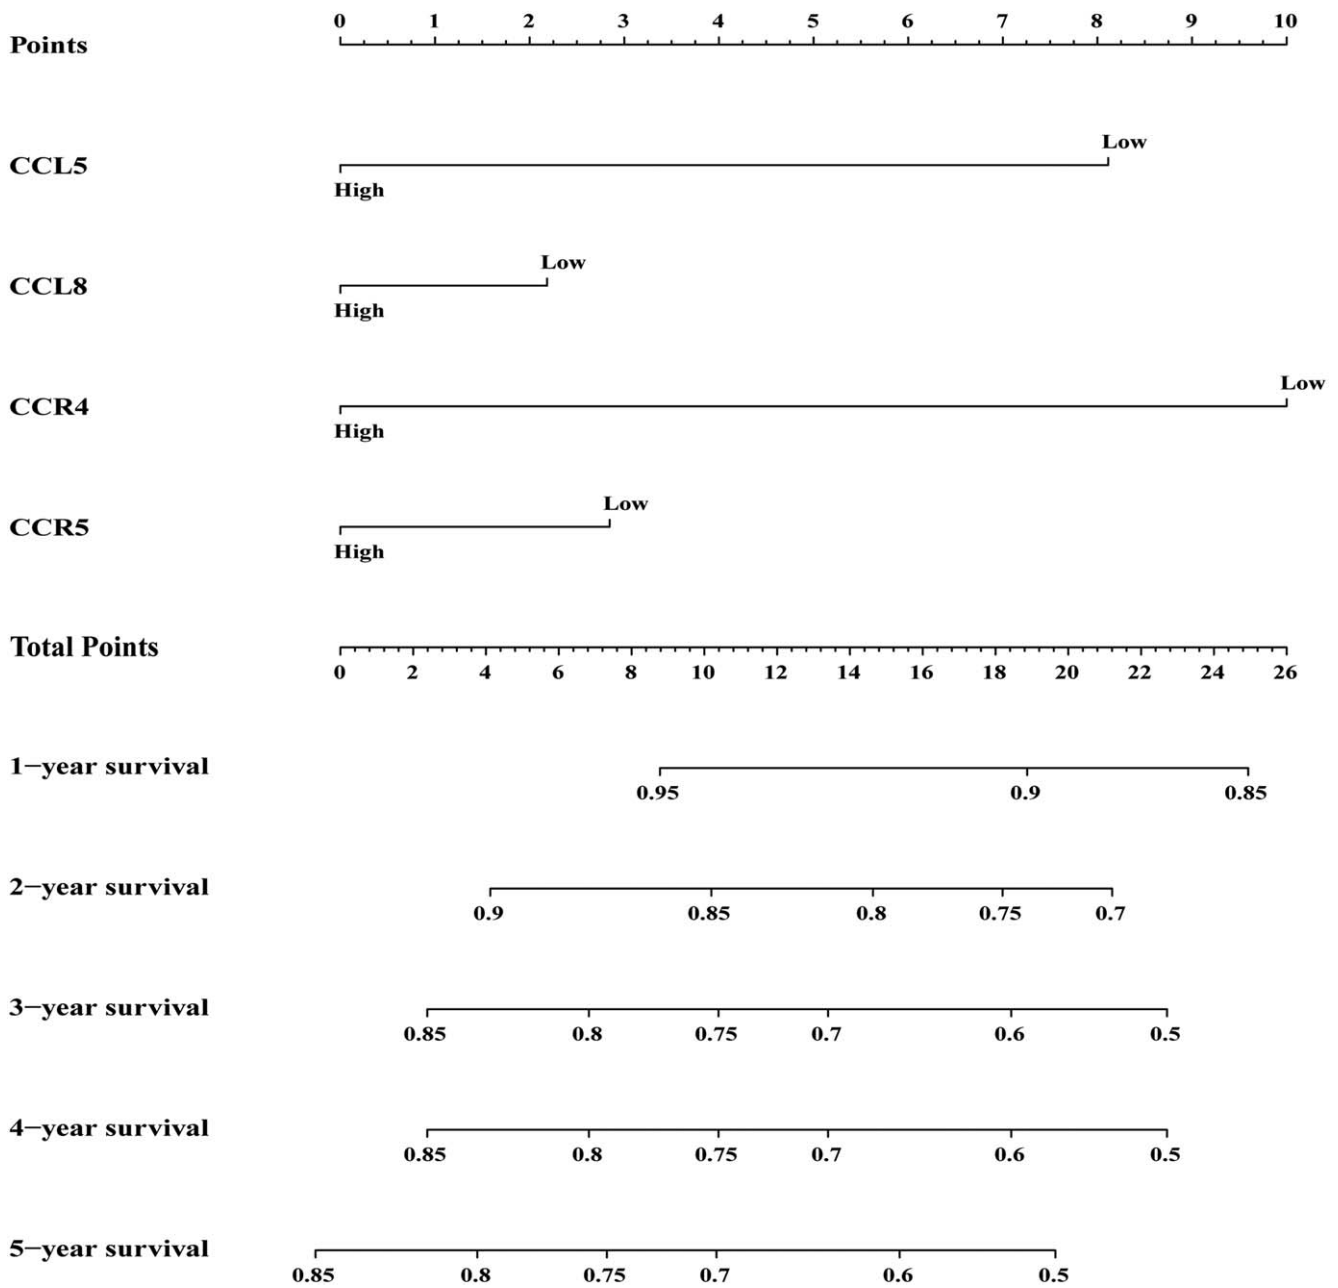 0 1 2 3 4 5 6 7 8 9 10
Points
Low
CCL5
High
Low
CCL8
High
Low
CCR4
High
Low
CCR5
High
Total Points
0 2 4 6 8 10 12 14 16 18 20 22 24 26
1−year survival
0.95 0.9 0.85
2−year survival
0.9 0.85 0.8 0.75 0.7
3−year survival
0.85 0.8 0.75 0.7 0.6 0.5
4−year survival
0.85 0.8 0.75 0.7 0.6 0.5
5−year survival
0.85 0.8 0.75 0.7 0.6 0.5